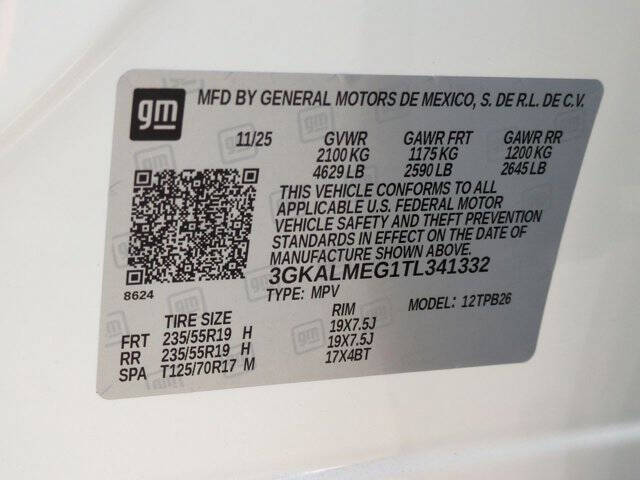 gm
MFD BY GENERAL MOTORS DE MEXICO, S. DE R.L. DE C.V.
11/25 GVWR GAWR FRT GAWR RR
2100 KG 1175 KG 1200 KG
4629 LB 2590 LB 2645 LB
THIS VEHICLE CONFORMS TO ALL
APPLICABLE U.S. FEDERAL MOTOR
VEHICLE SAFETY AND THEFT PREVENTION
STANDARDS IN EFFECT ON THE DATE OF
MANUFACTURE SHOWN ABOVE.
8624
3GKALMEG1TL341332
TYPE: MPV MODEL: 12TPB26
TIRE SIZE RIM
FRT 235/55R19 H 19X7.5J
RR 235/55R19 H 19X7.5J
SPA T125/70R17 M 17X4BT